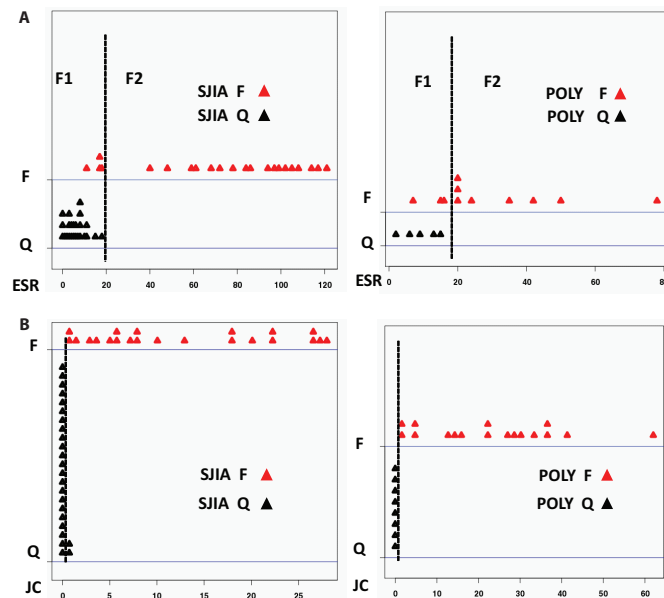 A
F1 F2
SJIA F
SJIA Q
F
Q
ESR
0 20 40 60 80 100 120
F1 F2
POLY F
POLY Q
F
Q
ESR
0 20 40 60 80
B
F
SJIA F
SJIA Q
Q
JC
0 5 10 15 20 25
F
POLY F
POLY Q
Q
JC
0 10 20 30 40 50 60